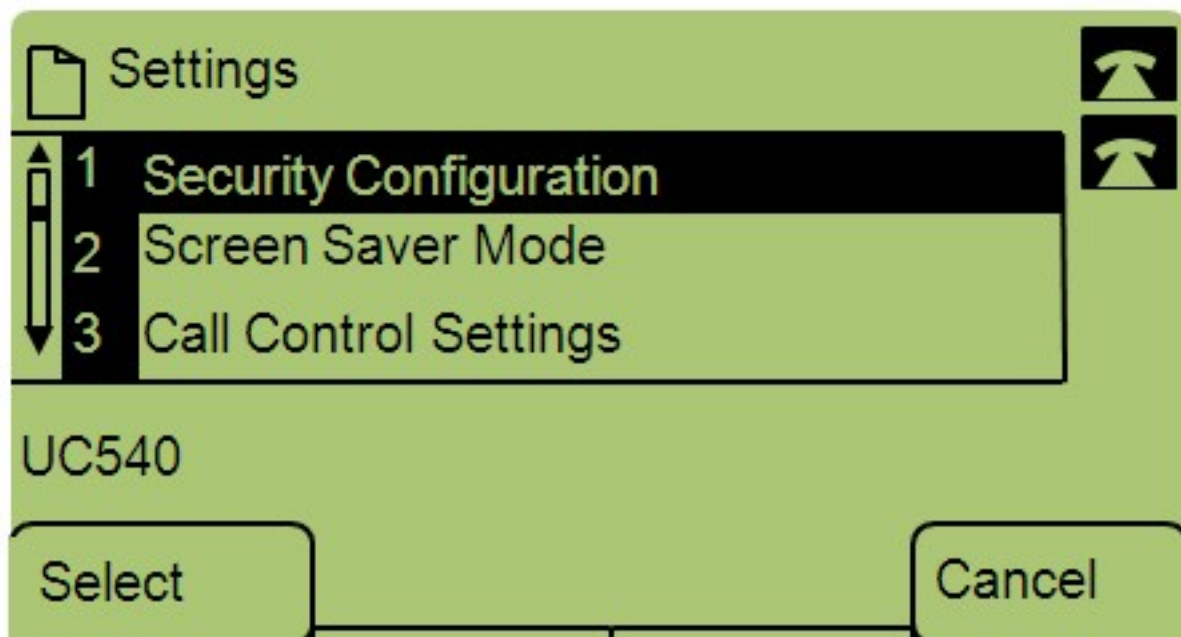 Settings
1 Security Configuration
2 Screen Saver Mode
3 Call Control Settings
UC540
Select Cancel